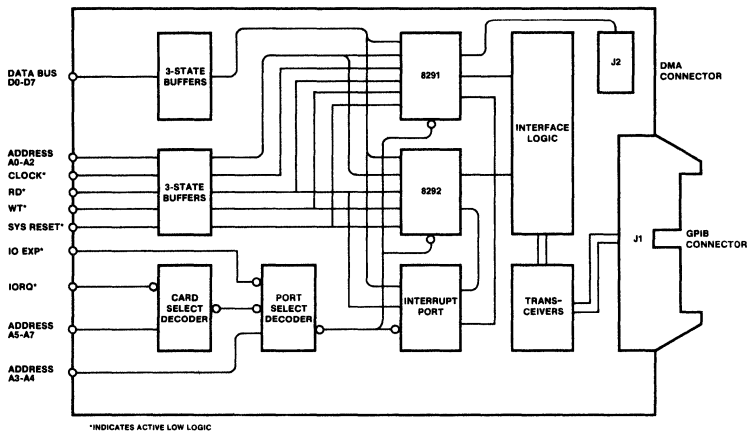 DATA BUS
D0-D7
3-STATE
BUFFERS
8291
J2
DMA
CONNECTOR
INTERFACE
LOGIC
ADDRESS
A0-A2
CLOCK*
RD*
WT*
SYS RESET*
3-STATE
BUFFERS
8292
J1
GPIB
CONNECTOR
IO EXP*
IORQ*
CARD
SELECT
DECODER
PORT
SELECT
DECODER
INTERRUPT
PORT
TRANS-
CEIVERS
ADDRESS
A5-A7
ADDRESS
A3-A4
*INDICATES ACTIVE LOW LOGIC